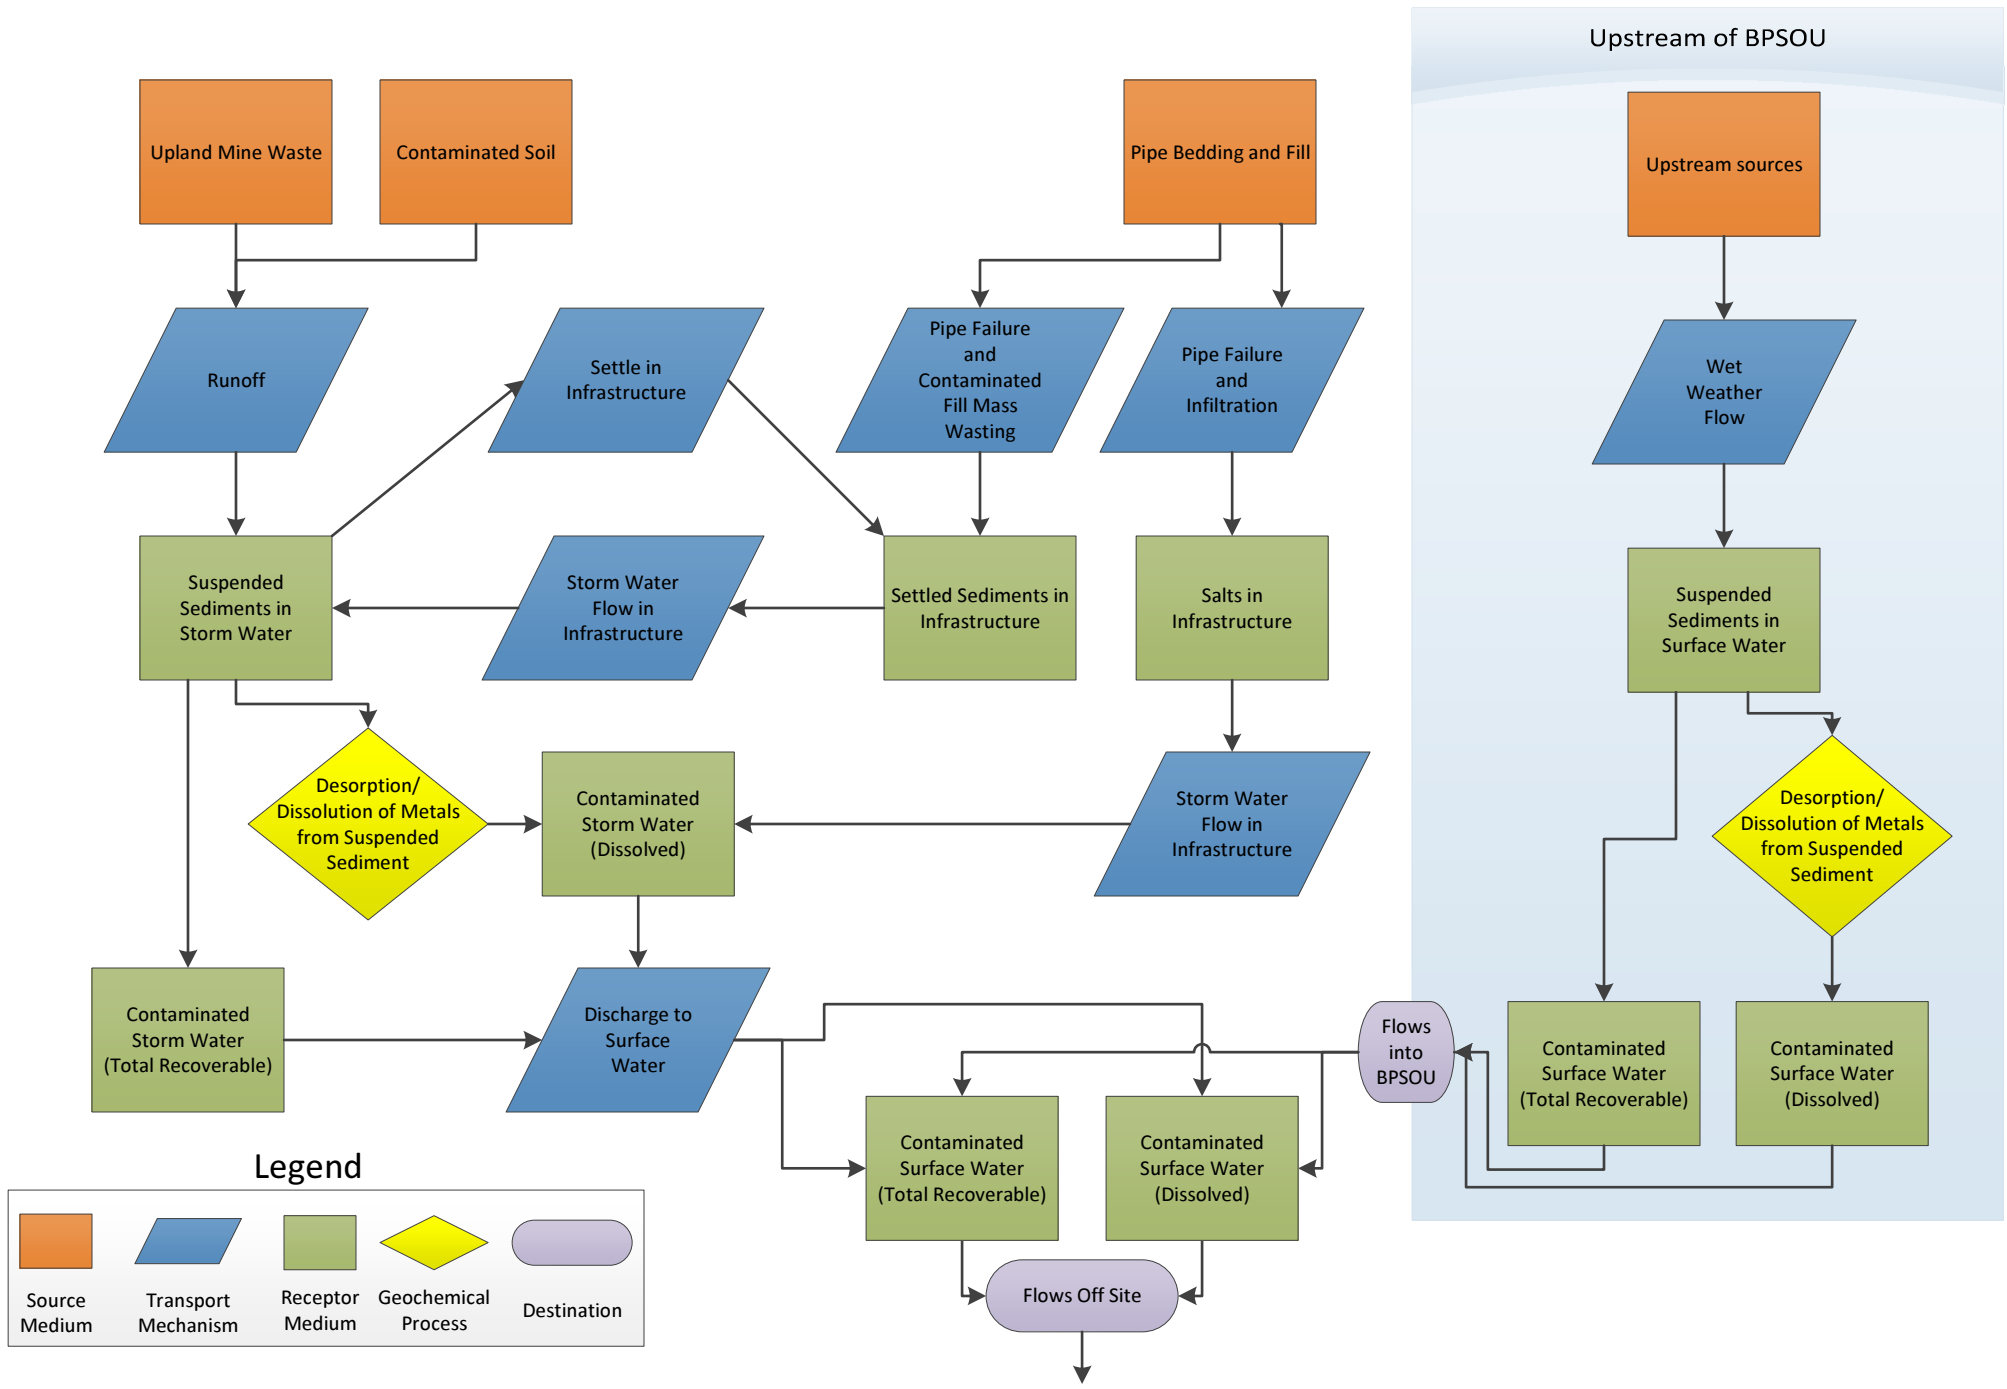 Upstream of BPSOU
Upland Mine Waste
Contaminated Soil
Pipe Bedding and Fill
Upstream sources
Runoff
Settle in
Infrastructure
Pipe Failure
and
Contaminated
Fill Mass
Wasting
Pipe Failure
and
Infiltration
Wet
Weather
Flow
Suspended
Sediments in
Storm Water
Storm Water
Flow in
Infrastructure
Settled Sediments in
Infrastructure
Salts in
Infrastructure
Suspended
Sediments in
Surface Water
Desorption/
Dissolution of Metals
from Suspended
Sediment
Contaminated
Storm Water
(Dissolved)
Storm Water
Flow in
Infrastructure
Desorption/
Dissolution of Metals
from Suspended
Sediment
Contaminated
Storm Water
(Total Recoverable)
Discharge to
Surface
Water
Flows
into
BPSOU
Contaminated
Surface Water
(Total Recoverable)
Contaminated
Surface Water
(Dissolved)
Contaminated
Surface Water
(Total Recoverable)
Contaminated
Surface Water
(Dissolved)
Flows Off Site
Legend
Source
Medium
Transport
Mechanism
Receptor
Medium
Geochemical
Process
Destination